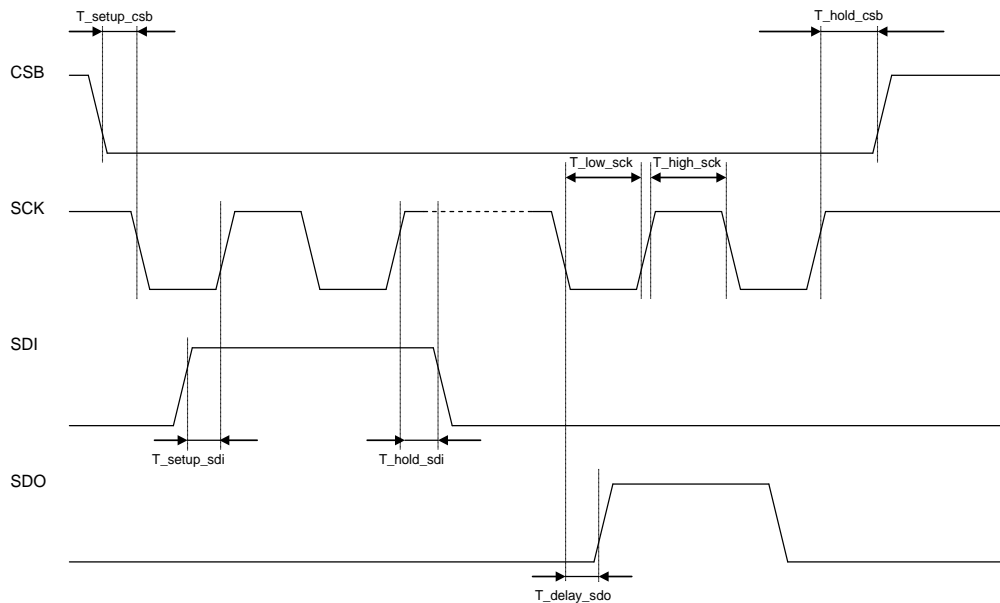 T_setup_csb
T_hold_csb
CSB
T_low_sck
T_high_sck
SCK
SDI
T_setup_sdi
T_hold_sdi
SDO
T_delay_sdo